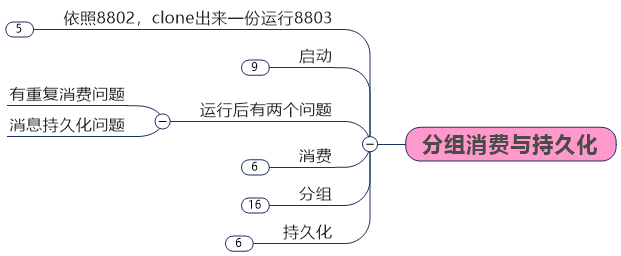 依照8802，clone出来一份运行8803
5
启动
9
有重复消费问题
运行后有两个问题
消息持久化问题
分组消费与持久化
消费
6
分组
16
持久化
6